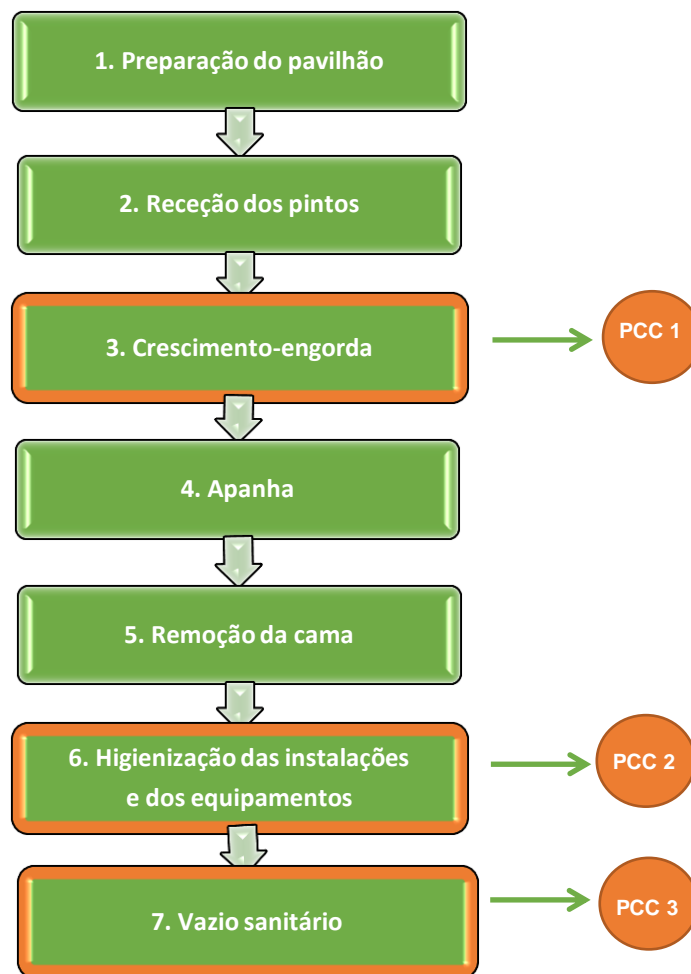 1. Preparação do pavilhão
2. Receção dos pintos
3. Crescimento-engorda
PCC 1
4. Apanha
5. Remoção da cama
6. Higienização das instalações
e dos equipamentos
PCC 2
7. Vazio sanitário
PCC 3